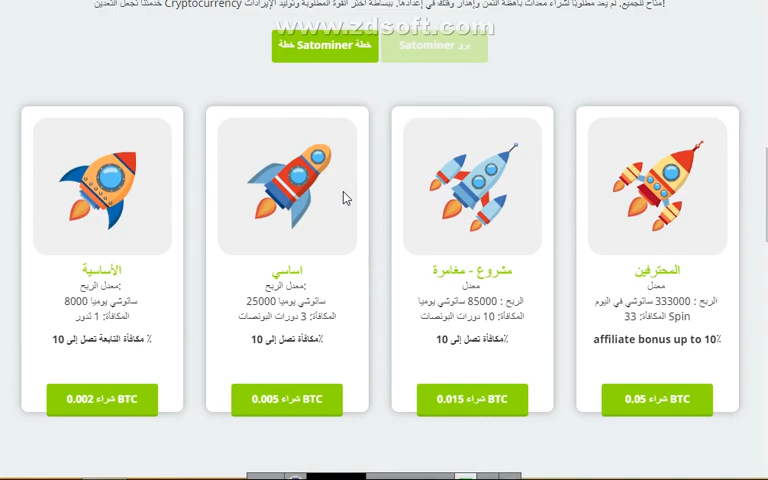 متاح للجميع. لم يعد مطلوبًا لشراء معدات باهظة الثمن وإهدار وقتك في إعدادها. ببساطة اختر القوة المطلوبة وتوليد الإيرادات Cryptocurrency خدمتنا تجعل التعدين!
www.zdsoft.com
خطة Satominer خطة
برو Satominer
الأساسية
معدل الربح:
ساتوشي يوميا 8000
المكافأة: 1 تدور
٪ مكافأة التابعة تصل إلى 10
شراء 0.002 BTC
اساسي
معدل الربح:
ساتوشي يوميا 25000
المكافأة: 3 دورات البونصات
٪مكافأة تصل إلى 10
شراء 0.005 BTC
مشروع - مغامرة
معدل
الربح : 85000 ساتوشي يوميا
المكافأة: 10 دورات البونصات
٪مكافأة تصل إلى 10
شراء 0.015 BTC
المحترفين
معدل
الربح : 333000 ساتوشي في اليوم
المكافأة: 33 Spin
affiliate bonus up to 10٪
شراء 0.05 BTC